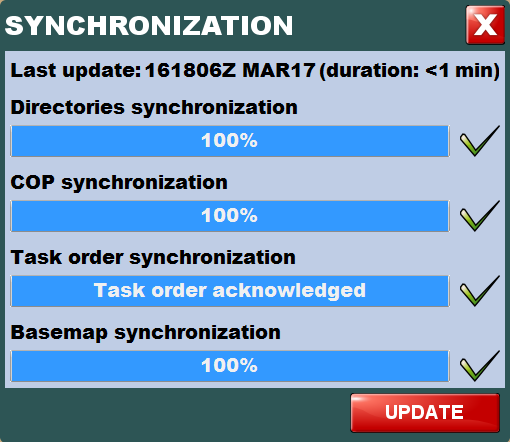 SYNCHRONIZATION X
Last update: 161806Z MAR17 (duration: <1 min)
Directories synchronization
100%
COP synchronization
100%
Task order synchronization
Task order acknowledged
Basemap synchronization
100%
UPDATE